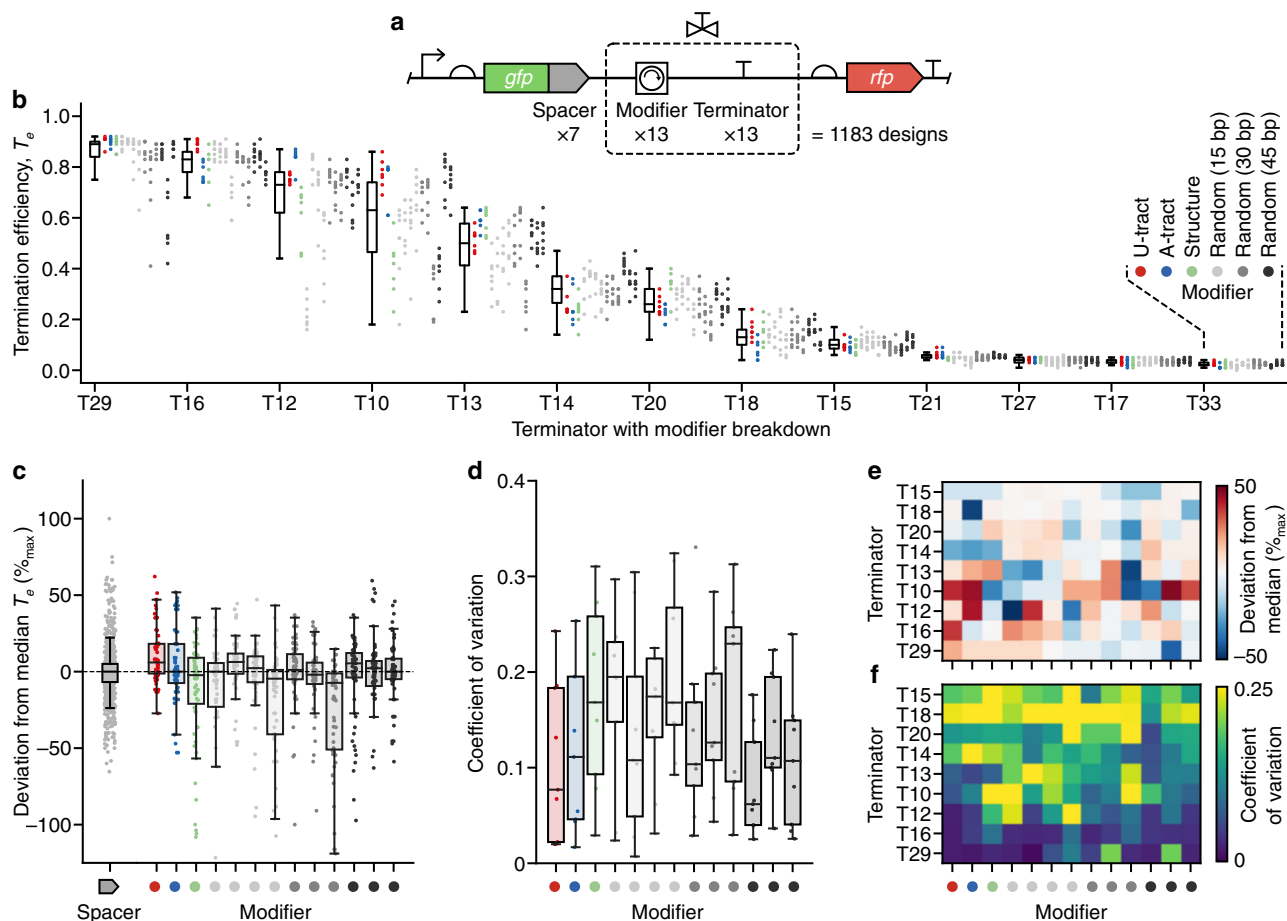 a
gfp
rfp
Spacer
Modifier
Terminator
×7
×13
×13
= 1183 designs
b
Termination efficiency, Te
1.0
0.8
0.6
0.4
0.2
0.0
T29
T16
T12
T10
T13
T14
T20
T18
T15
T21
T27
T17
T33
Terminator with modifier breakdown
U-tract
A-tract
Structure
Random (15 bp)
Random (30 bp)
Random (45 bp)
Modifier
c
Deviation from median Te (%max)
100
50
0
−50
−100
Spacer
Modifier
d
Coefficient of variation
0.4
0.3
0.2
0.1
0
Modifier
e
Terminator
T15
T18
T20
T14
T13
T10
T12
T16
T29
50
−50
Deviation from
median (%max)
f
Terminator
T15
T18
T20
T14
T13
T10
T12
T16
T29
0.25
0
Coefficient
of variation
Modifier